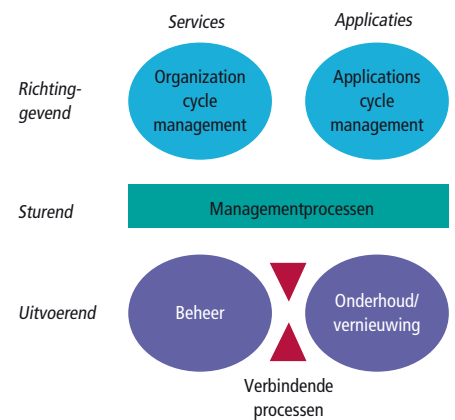 Services
Applicaties
Richting-
gevend
Organization
cycle
management
Applications
cycle
management
Sturend
Managementprocessen
Uitvoerend
Beheer
Onderhoud/
vernieuwing
Verbindende
processen